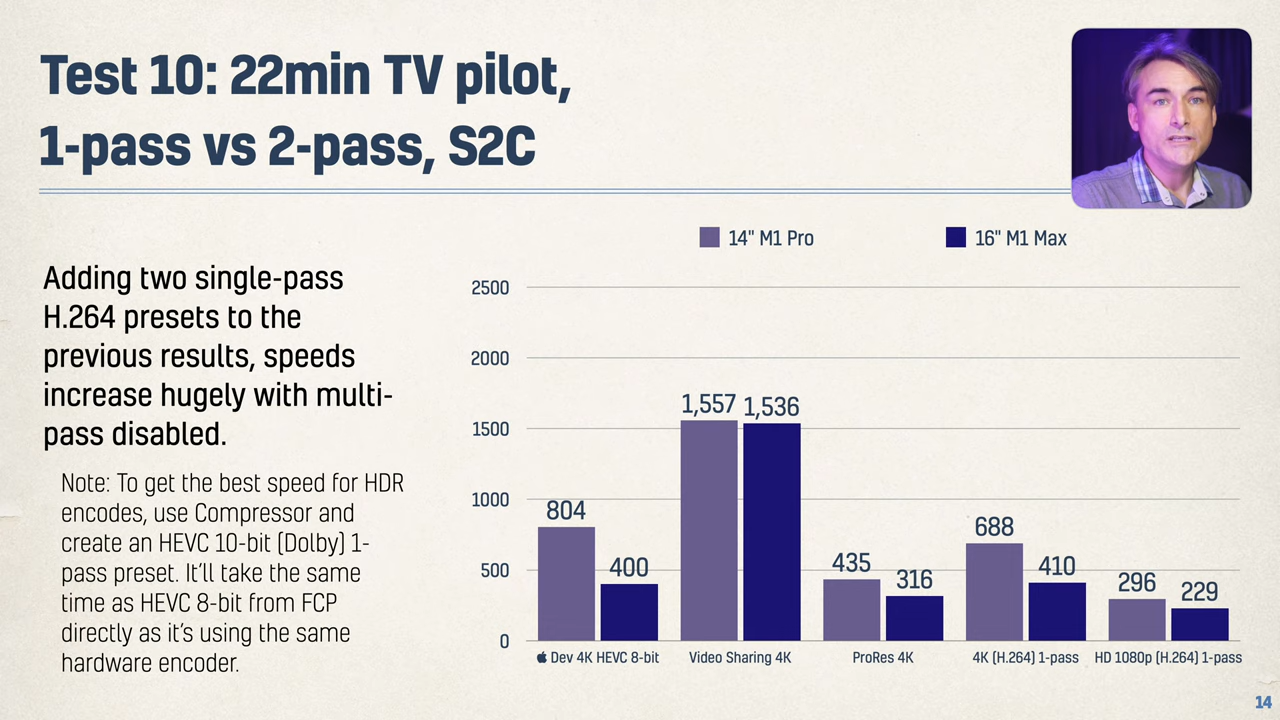 Test 10: 22min TV pilot,
1-pass vs 2-pass, S2C
Adding two single-pass
H.264 presets to the
previous results, speeds
increase hugely with multi-
pass disabled.
Note: To get the best speed for HDR
encodes, use Compressor and
create an HEVC 10-bit (Dolby) 1-
pass preset. It’ll take the same
time as HEVC 8-bit from FCP
directly as it’s using the same
hardware encoder.
14" M1 Pro
16" M1 Max
2500
2000
1500
1000
500
0
804
400
1,557
1,536
435
316
688
410
296
229
Dev 4K HEVC 8-bit
Video Sharing 4K
ProRes 4K
4K (H.264) 1-pass
HD 1080p (H.264) 1-pass
14